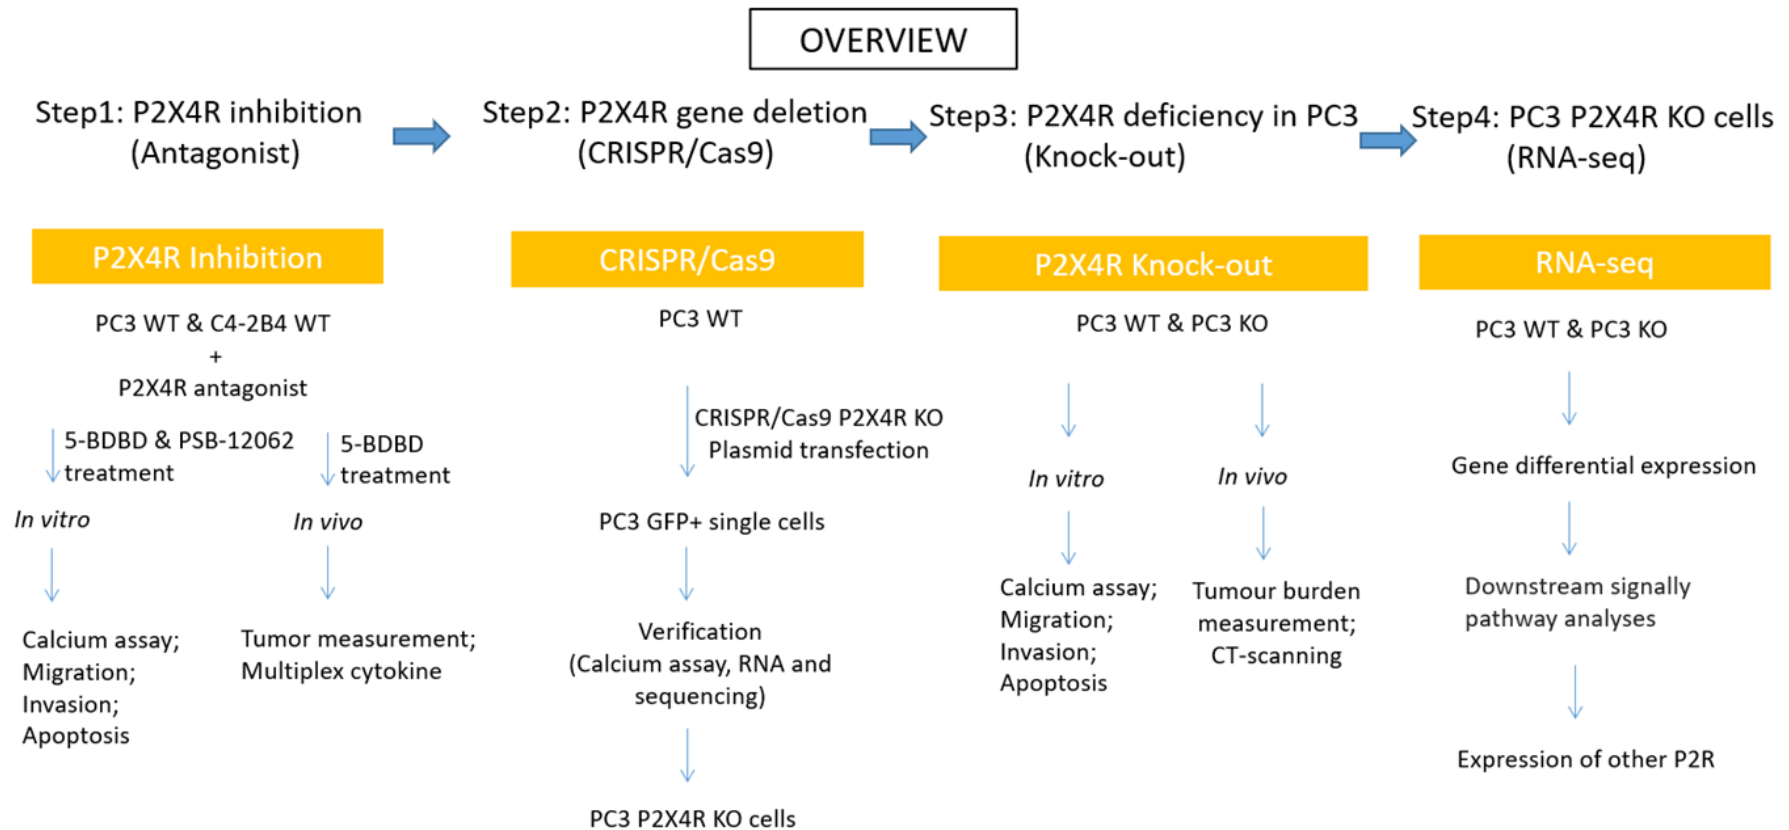 OVERVIEW
Step1: P2X4R inhibition
(Antagonist)
Step2: P2X4R gene deletion
(CRISPR/Cas9)
Step3: P2X4R deficiency in PC3
(Knock-out)
Step4: PC3 P2X4R KO cells
(RNA-seq)
P2X4R Inhibition
PC3 WT & C4-2B4 WT
+
P2X4R antagonist
5-BDBD & PSB-12062
treatment
5-BDBD
treatment
In vitro
In vivo
Calcium assay;
Migration;
Invasion;
Apoptosis
Tumor measurement;
Multiplex cytokine
CRISPR/Cas9
PC3 WT
CRISPR/Cas9 P2X4R KO
Plasmid transfection
PC3 GFP+ single cells
Verification
(Calcium assay, RNA and
sequencing)
PC3 P2X4R KO cells
P2X4R Knock-out
PC3 WT & PC3 KO
In vitro
In vivo
Calcium assay;
Migration;
Invasion;
Apoptosis
Tumour burden
measurement;
CT-scanning
RNA-seq
PC3 WT & PC3 KO
Gene differential expression
Downstream signally
pathway analyses
Expression of other P2R